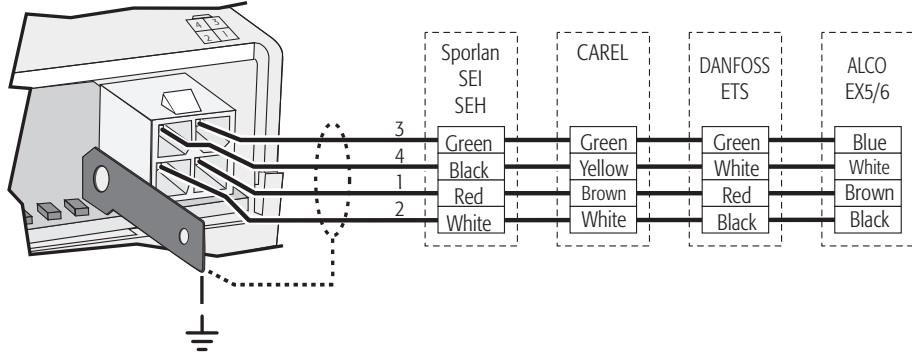 4 3
2 1
Sporlan
SEI
SEH
CAREL
DANFOSS
ETS
ALCO
EX5/6
3 Green Green Green Blue
4 Black Yellow White White
1 Red Brown Red Brown
2 White White Black Black